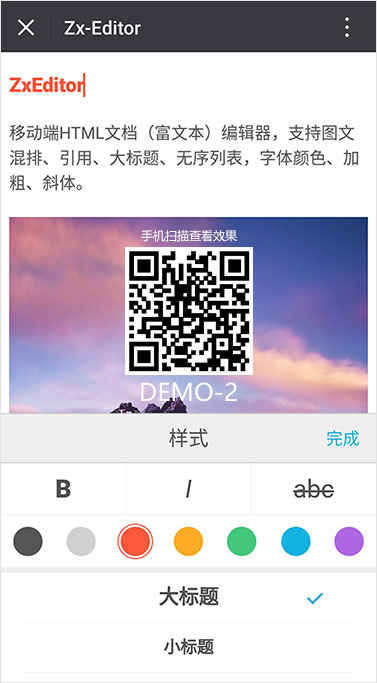 Zx-Editor
ZxEditor
移动端HTML文档（富文本）编辑器，支持图文
混排、引用、大标题、无序列表，字体颜色、加
粗、斜体。
手机扫描查看效果
DEMO-2
样式 完成
B I abc
大标题
小标题